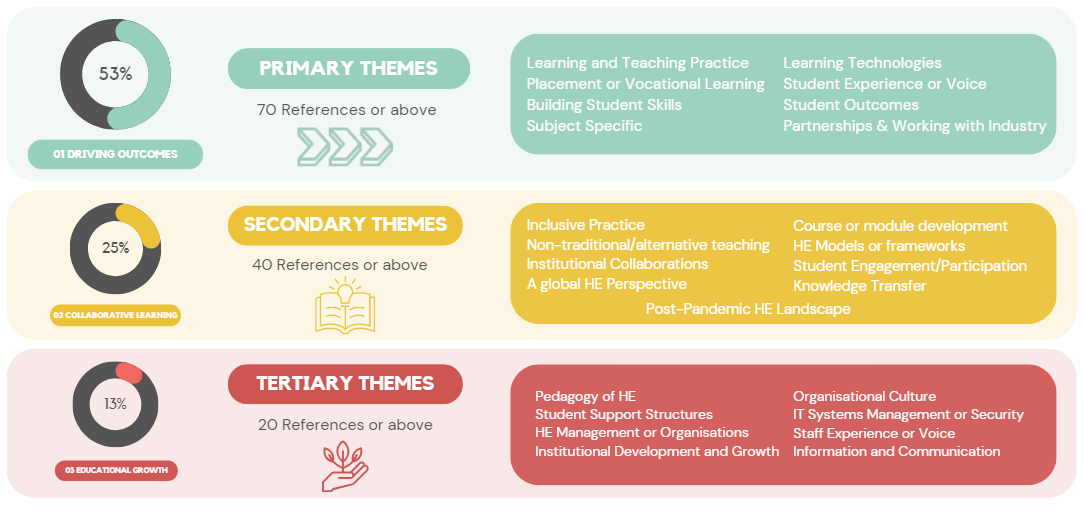 53%
01 DRIVING OUTCOMES
PRIMARY THEMES
70 References or above
Learning and Teaching Practice
Placement or Vocational Learning
Building Student Skills
Subject Specific
Learning Technologies
Student Experience or Voice
Student Outcomes
Partnerships & Working with Industry
25%
02 COLLABORATIVE LEARNING
SECONDARY THEMES
40 References or above
Inclusive Practice
Non-traditional/alternative teaching
Institutional Collaborations
A global HE Perspective
Course or module development
HE Models or frameworks
Student Engagement/Participation
Knowledge Transfer
Post-Pandemic HE Landscape
13%
03 EDUCATIONAL GROWTH
TERTIARY THEMES
20 References or above
Pedagogy of HE
Student Support Structures
HE Management or Organisations
Institutional Development and Growth
Organisational Culture
IT Systems Management or Security
Staff Experience or Voice
Information and Communication